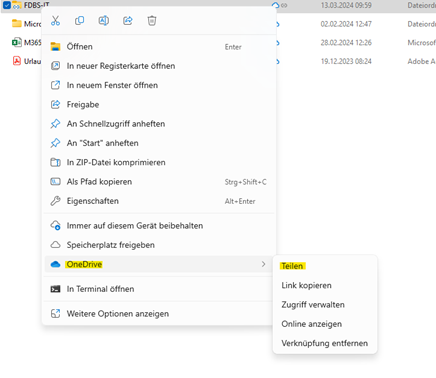 FDBS-IT 13.03.2024 09:59 Dateiord
Micro 02.02.2024 12:47 Dateiord
M365 28.02.2024 12:26 Microsoft
Urlau 19.12.2023 08:24 Adobe A
Öffnen Enter
In neuer Registerkarte öffnen
In neuem Fenster öffnen
Freigabe
An Schnellzugriff anheften
An "Start" anheften
In ZIP-Datei komprimieren
Als Pfad kopieren Strg+Shift+C
Eigenschaften Alt+Enter
Immer auf diesem Gerät beibehalten
Speicherplatz freigeben
OneDrive
Teilen
In Terminal öffnen
Link kopieren
Zugriff verwalten
Weitere Optionen anzeigen
Online anzeigen
Verknüpfung entfernen